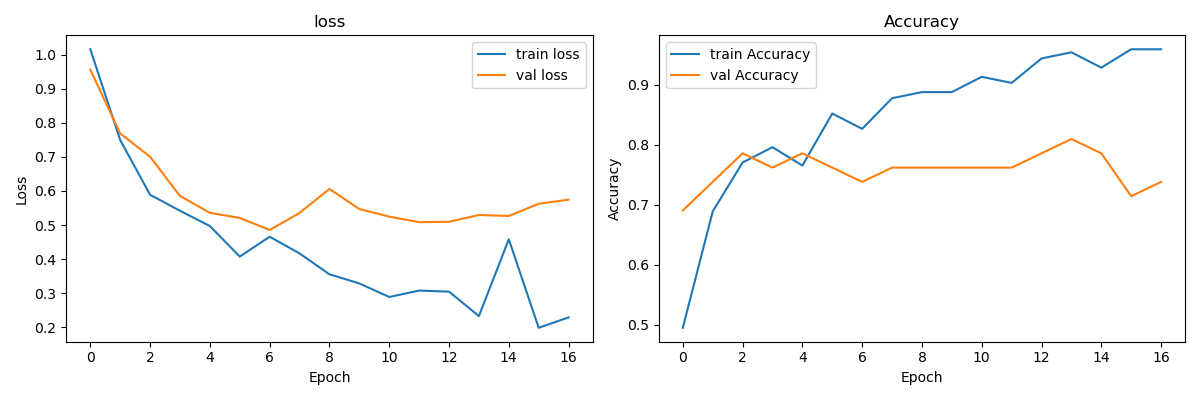 loss
1.0
0.9
0.8
0.7
0.6
0.5
0.4
0.3
0.2
Loss
train loss
val loss
0 2 4 6 8 10 12 14 16
Epoch
Accuracy
0.9
0.8
0.7
0.6
0.5
Accuracy
train Accuracy
val Accuracy
0 2 4 6 8 10 12 14 16
Epoch